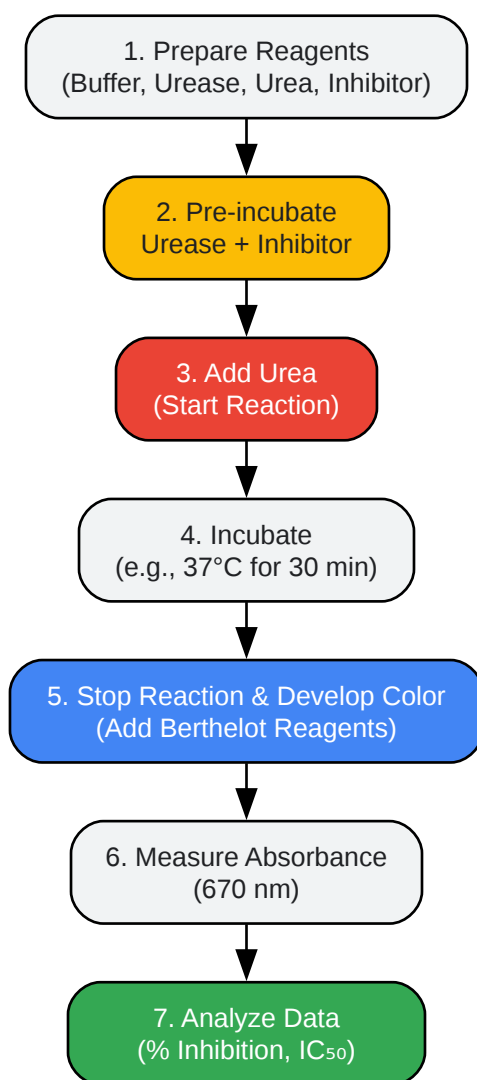 1. Prepare Reagents
(Buffer, Urease, Urea, Inhibitor)
2. Pre-incubate
Urease + Inhibitor
3. Add Urea
(Start Reaction)
4. Incubate
(e.g., 37°C for 30 min)
5. Stop Reaction & Develop Color
(Add Berthelot Reagents)
6. Measure Absorbance
(670 nm)
7. Analyze Data
(% Inhibition, IC₅₀)